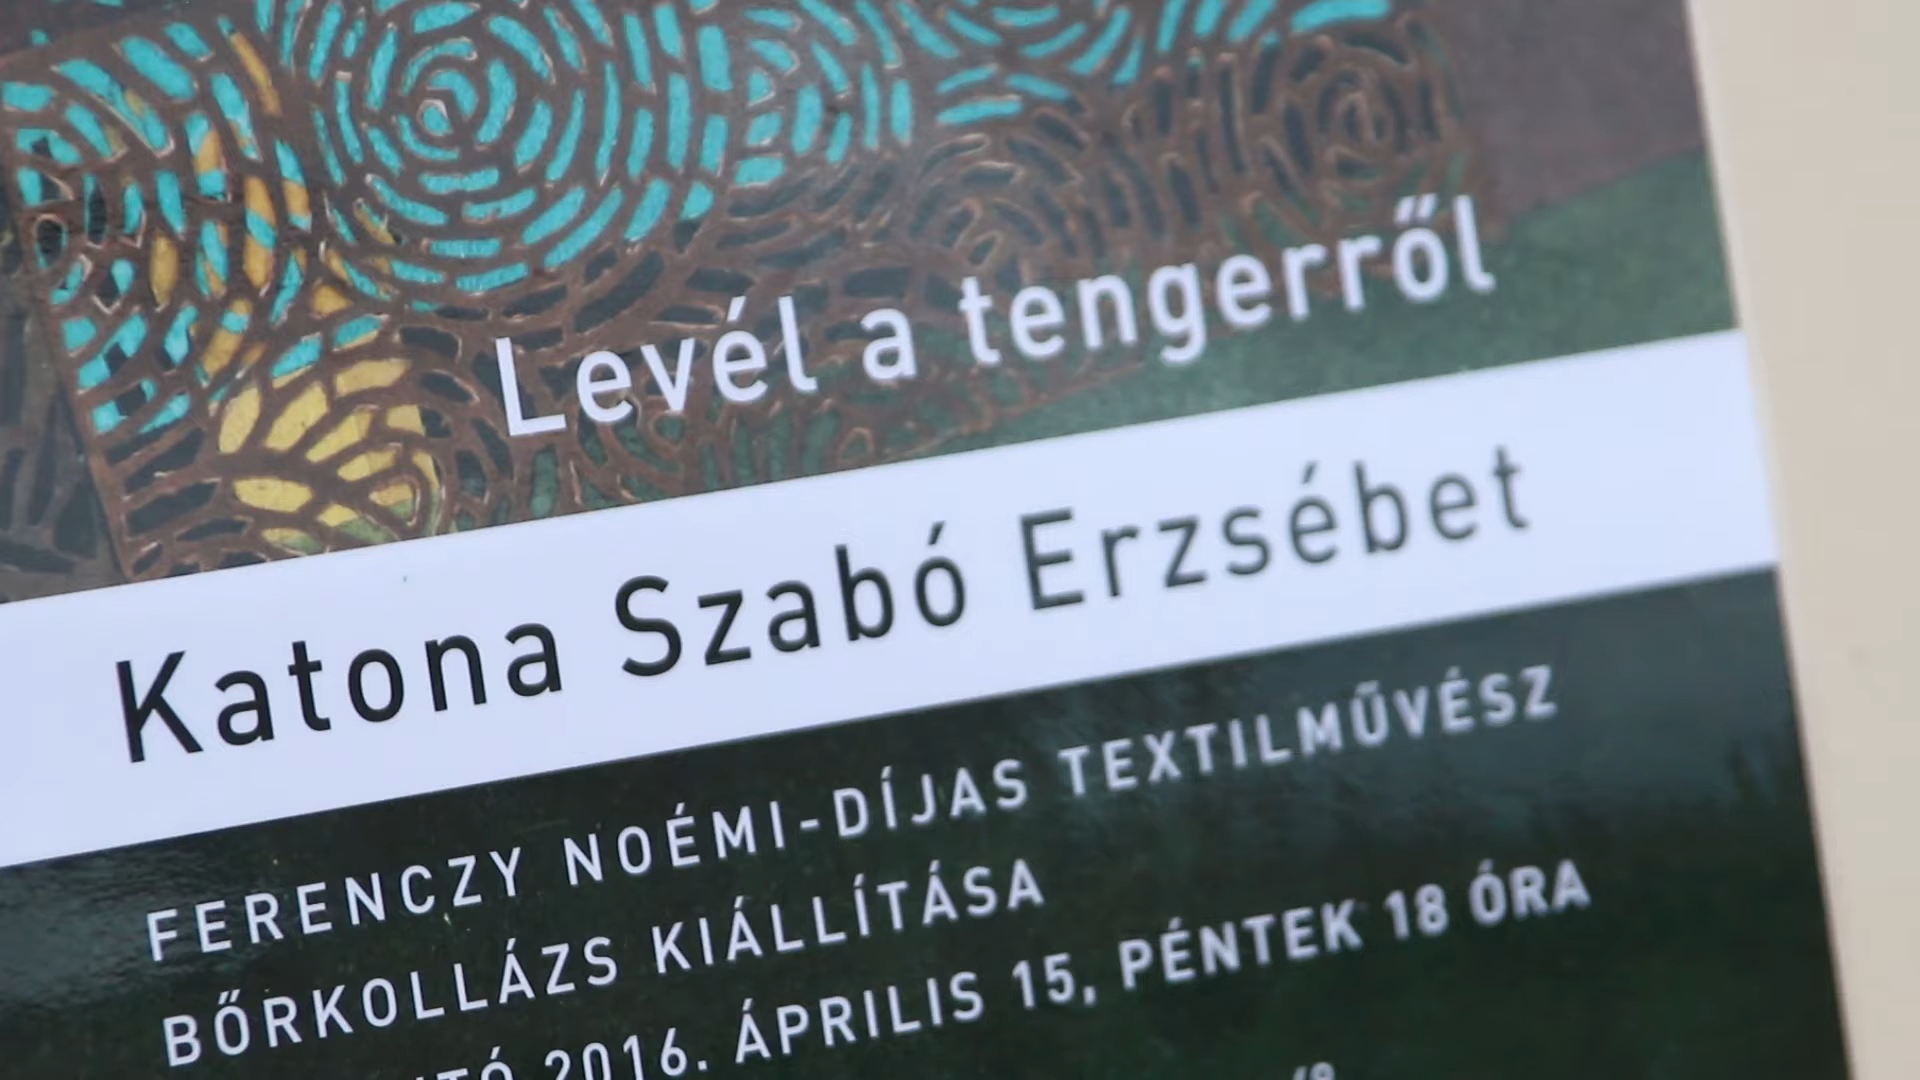 Levél a tengerről
Katona Szabó Erzsébet
FERENCZY NOÉMI-DÍJAS TEXTILMŰVÉSZ
BŐRKOLLÁZS KIÁLLÍTÁSA
2016. ÁPRILIS 15, PÉNTEK 18 ÓRA